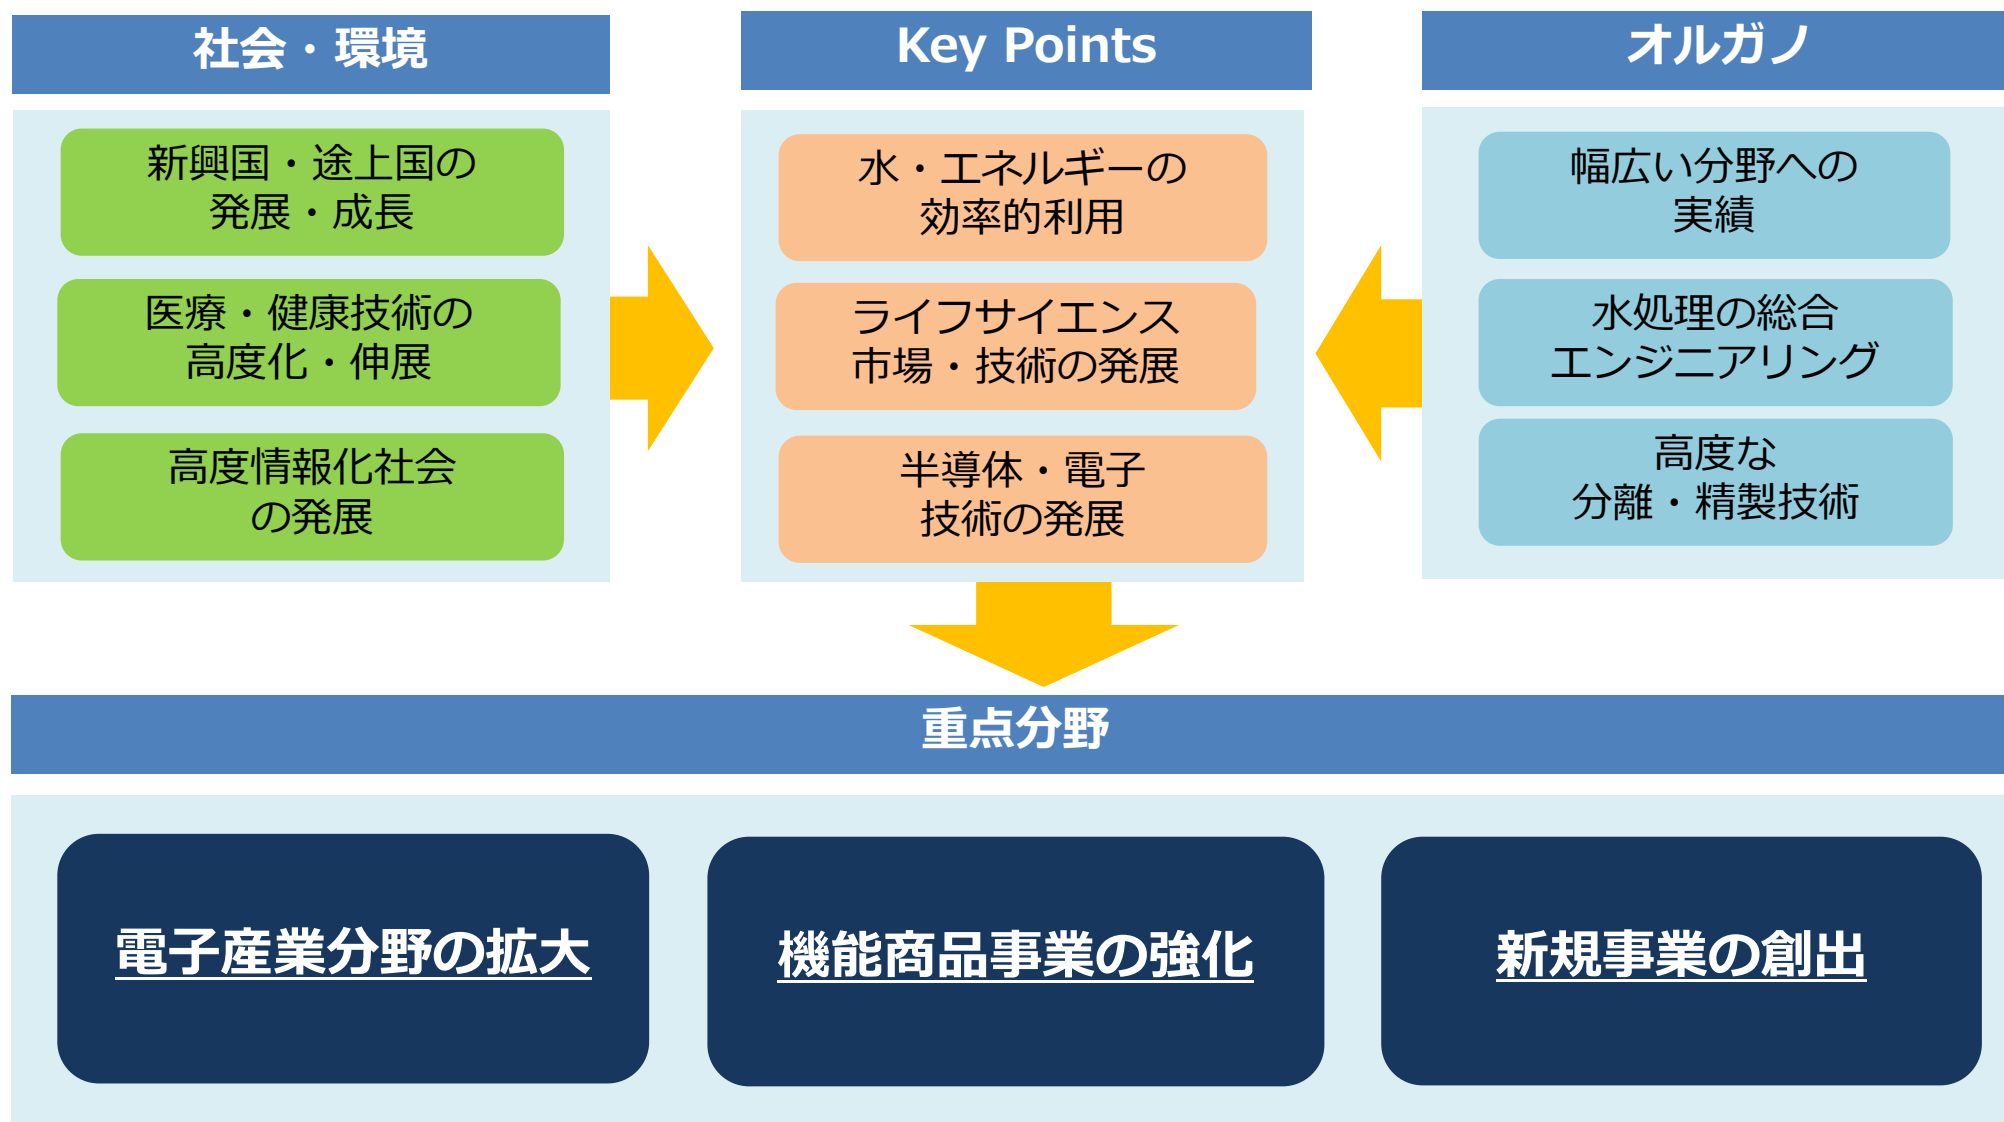 社会・環境
新興国・途上国の
発展・成長
医療・健康技術の
高度化・伸展
高度情報化社会
の発展
Key Points
水・エネルギーの
効率的利用
ライフサイエンス
市場・技術の発展
半導体・電子
技術の発展
オルガノ
幅広い分野への
実績
水処理の総合
エンジニアリング
高度な
分離・精製技術
重点分野
電子産業分野の拡大
機能商品事業の強化
新規事業の創出